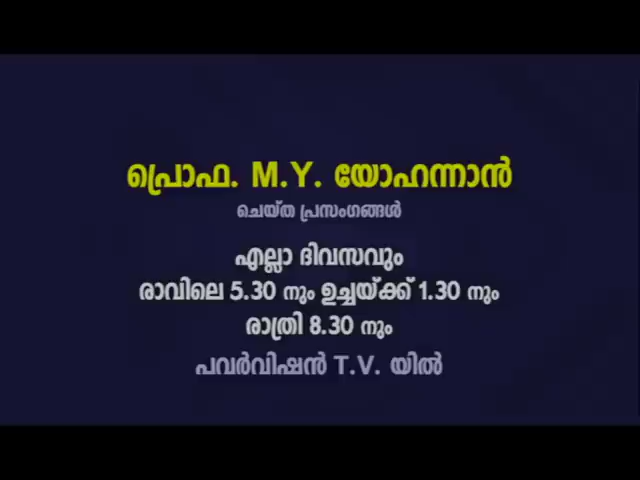 പ്രൊഫ. M.Y. യോഹന്നാൻ
ചെയ്ത പ്രസംഗങ്ങൾ
എല്ലാ ദിവസവും
രാവിലെ 5.30 നും ഉച്ചയ്ക്ക് 1.30 നും
രാത്രി 8.30 നും
പവർവിഷൻ T.V. യിൽ